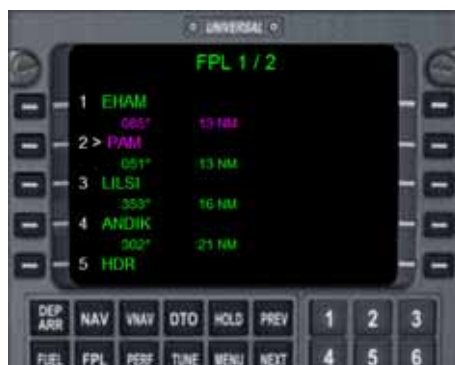 UNIVERSAL
FPL 1 / 2
1 EHAM
085° 13 NM
2 > PAM
051° 13 NM
3 LILSI
353° 16 NM
4 ANDIK
302° 21 NM
5 HDR
DEP ARR NAV VNAV DTO HOLD PREV 1 2 3
FUEL FPL PERF TUNE MENU NEXT 4 5 6